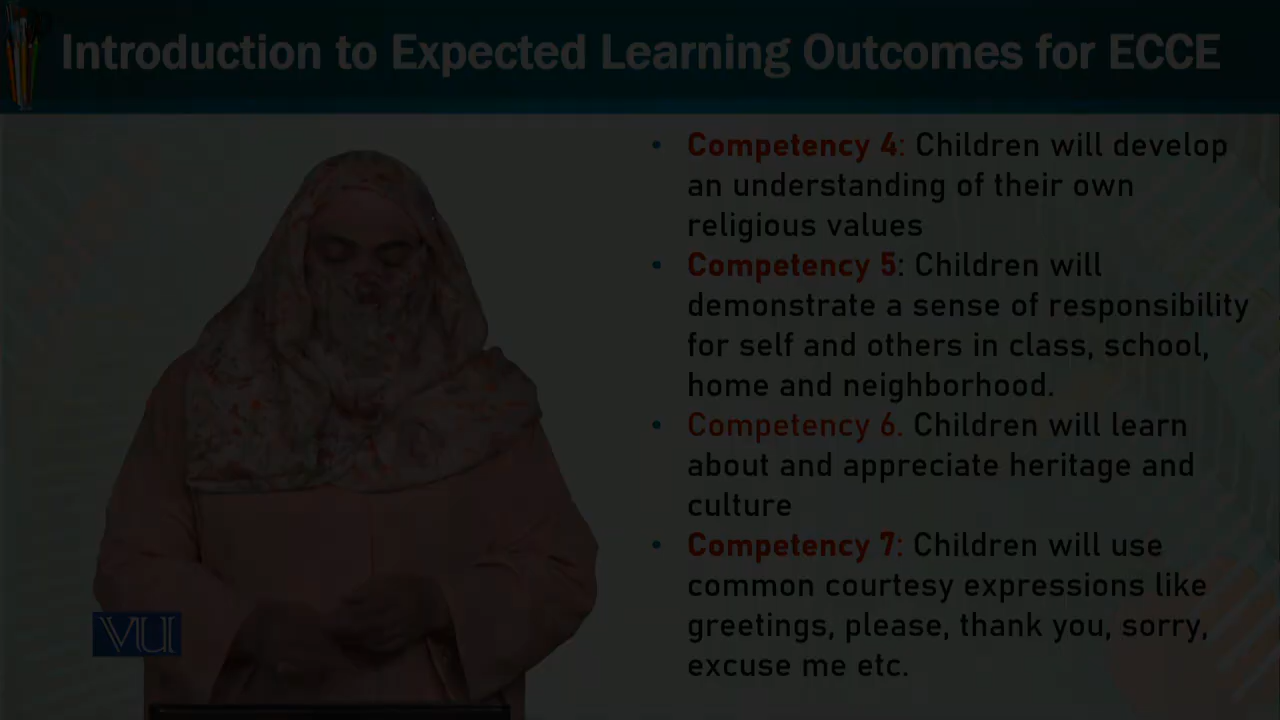 Introduction to Expected Learning Outcomes for ECCE
• Competency 4: Children will develop
an understanding of their own
religious values
• Competency 5: Children will
demonstrate a sense of responsibility
for self and others in class, school,
home and neighborhood.
• Competency 6. Children will learn
about and appreciate heritage and
culture
• Competency 7: Children will use
common courtesy expressions like
greetings, please, thank you, sorry,
excuse me etc.
VU